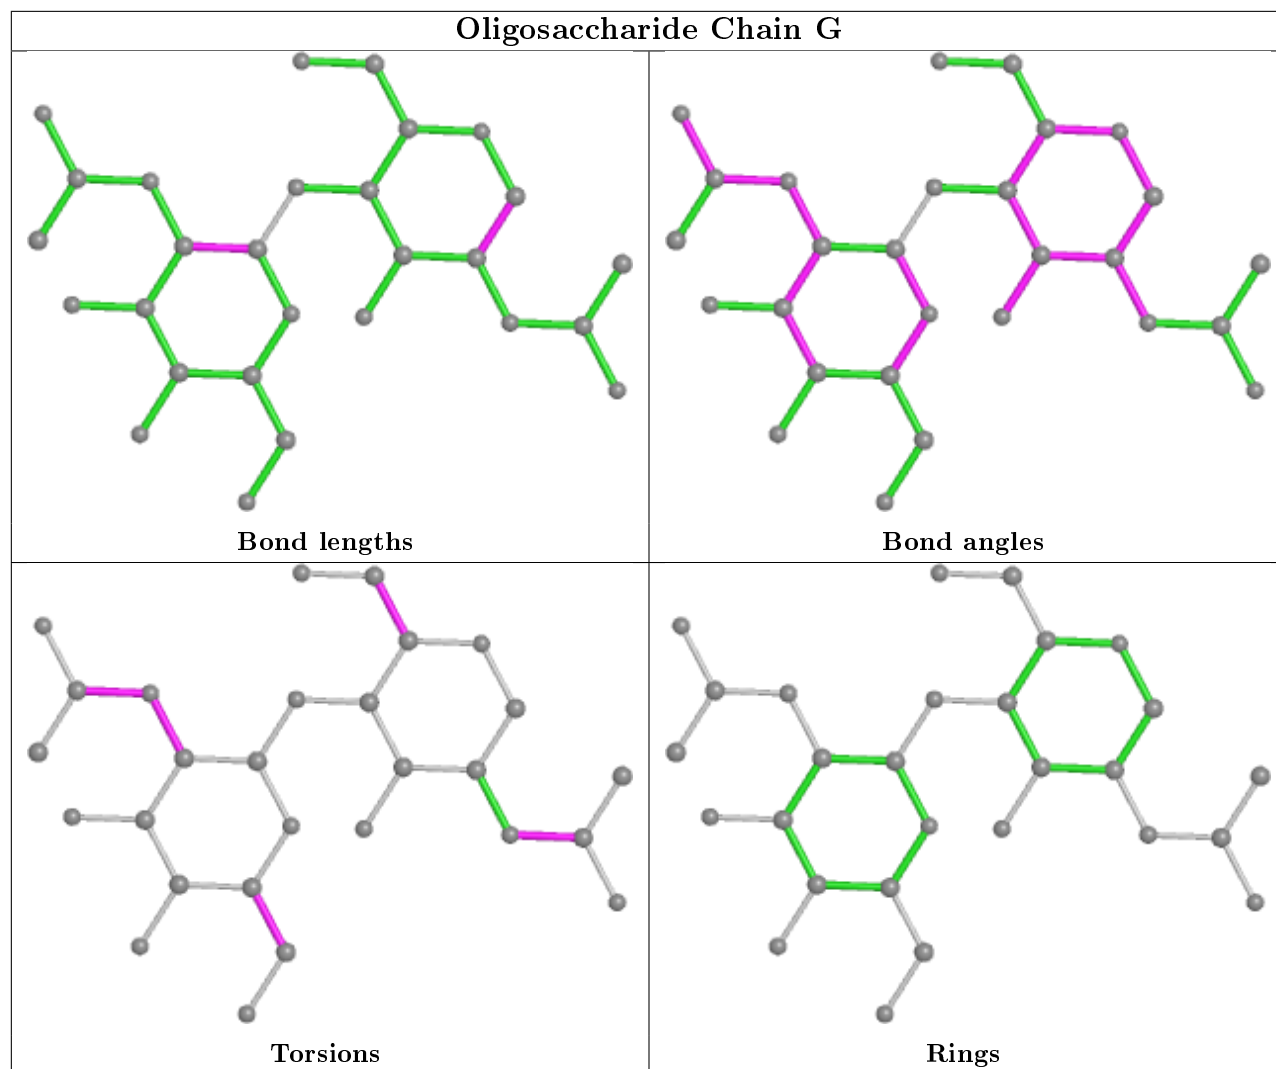 Oligosaccharide Chain G
Bond lengths
Bond angles
Torsions
Rings